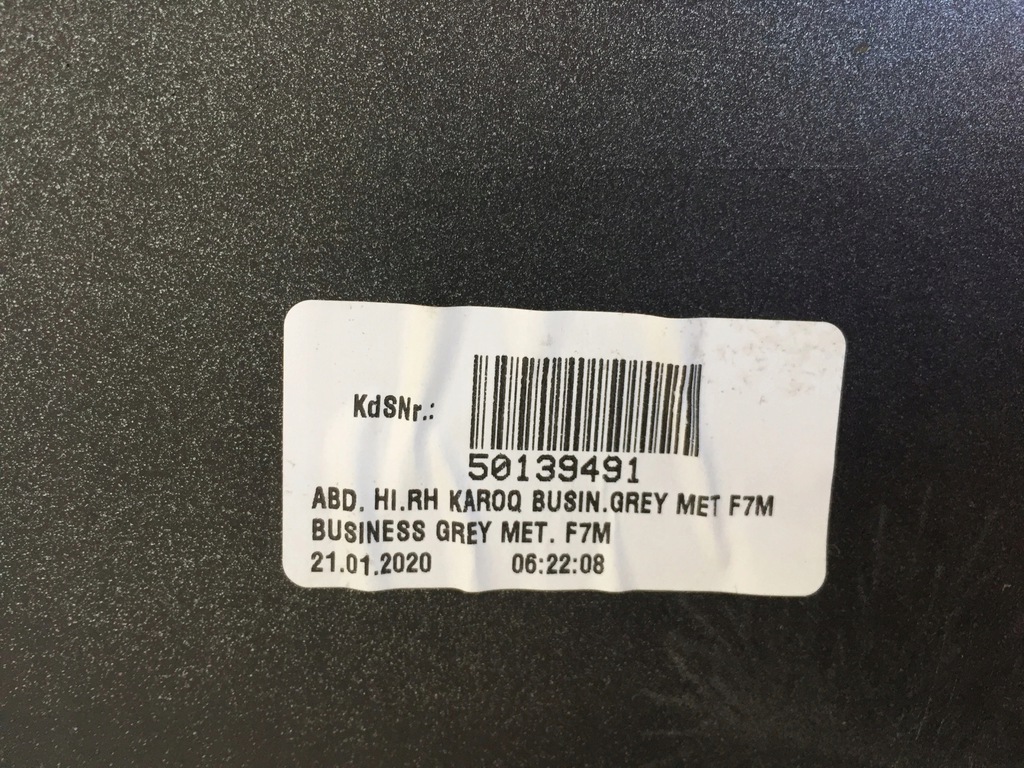 KdSNr.:
50139491
ABD. HI.RH KAROQ BUSIN.GREY MET F7M
BUSINESS GREY MET. F7M
21.01.2020 06:22:08